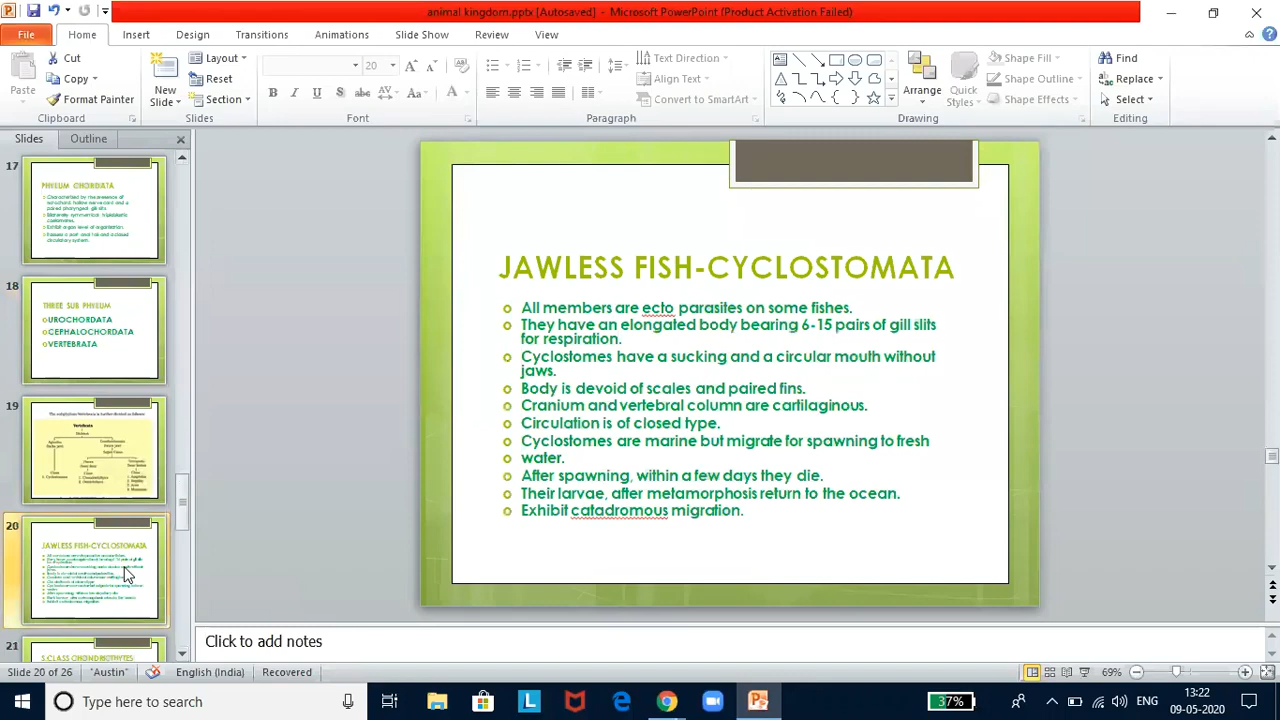 animal kingdom.pptx [Autosaved] - Microsoft PowerPoint (Product Activation Failed)
File Home Insert Design Transitions Animations Slide Show Review View
Paste
Cut
Copy
Format Painter
Clipboard
New Slide
Layout
Reset
Section
Slides
20
B I U S abc AV Aa A
Font
Text Direction
Align Text
Convert to SmartArt
Paragraph
Arrange
Quick Styles
Shape Fill
Shape Outline
Shape Effects
Drawing
Find
Replace
Select
Editing
Slides Outline
17
PHYLUM CHORDATA
18
THREE SUB PHYLUM
UROCHORDATA
CEPHALOCHORDATA
VERTEBRATA
19
Vertebrata
20
JAWLESS FISH-CYCLOSTOMATA
21
JAWLESS FISH-CYCLOSTOMATA
All members are ecto parasites on some fishes.
They have an elongated body bearing 6-15 pairs of gill slits
for respiration.
Cyclostomes have a sucking and a circular mouth without
jaws.
Body is devoid of scales and paired fins.
Cranium and vertebral column are cartilaginous.
Circulation is of closed type.
Cyclostomes are marine but migrate for spawning to fresh
water.
After spawning, within a few days they die.
Their larvae, after metamorphosis return to the ocean.
Exhibit catadromous migration.
Click to add notes
Slide 20 of 26 "Austin" English (India) Recovered 69%
Type here to search
37%
ENG
13:22
09-05-2020